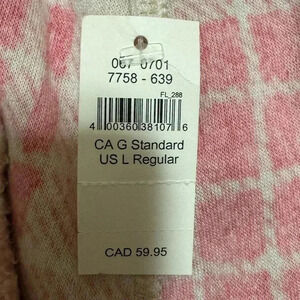 067 0701
7758 - 639
FL_288
4 00360 38107 6
CA G Standard
US L Regular
CAD 59.95